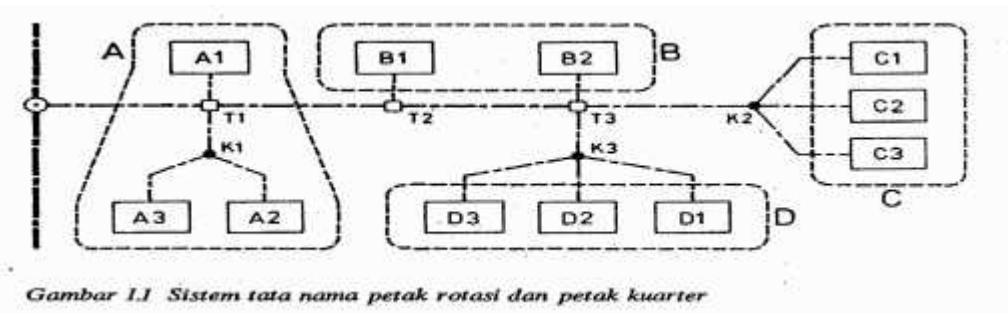 A A1 B1 B2 B C1
C2
T1 T2 T3 K2
K1 K3 C3
C
A3 A2 D3 D2 D1 D
Gambar I.1 Sistem tata nama petak rotasi dan petak kuarter